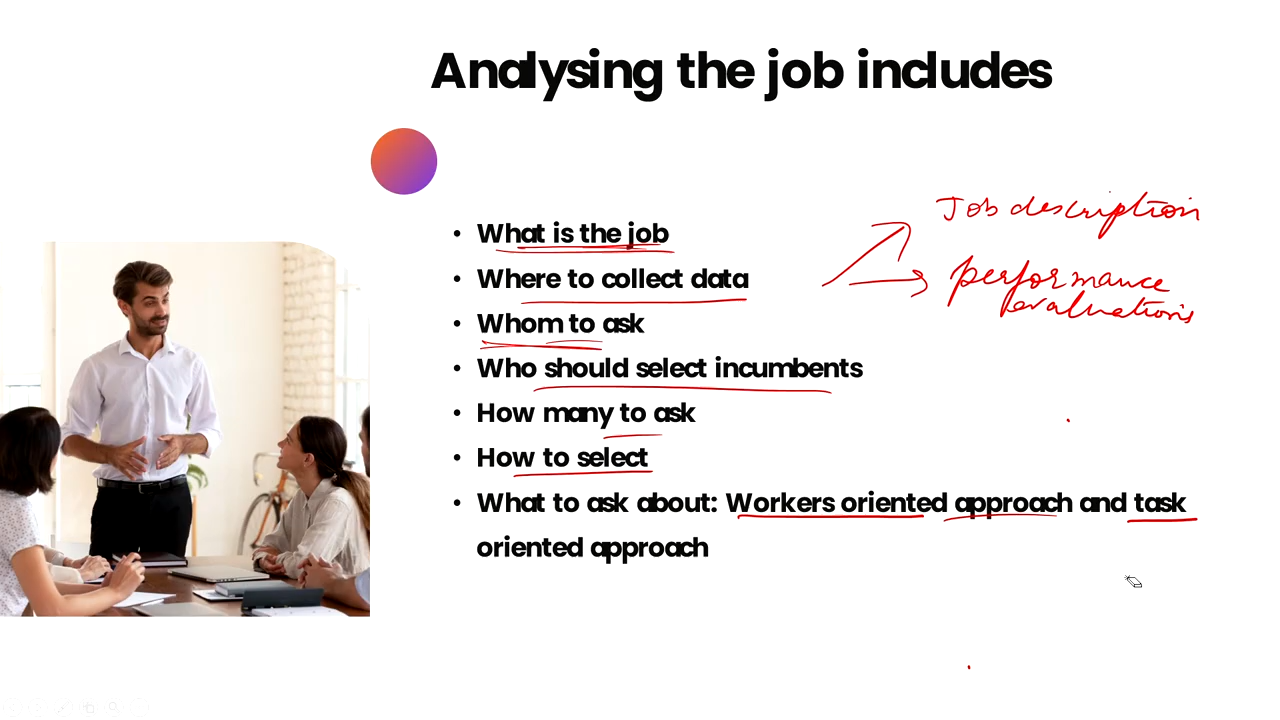 Analysing the job includes
• What is the job
• Where to collect data
• Whom to ask
• Who should select incumbents
• How many to ask
• How to select
• What to ask about: Workers oriented approach and task
oriented approach
Job description
performance
evaluations